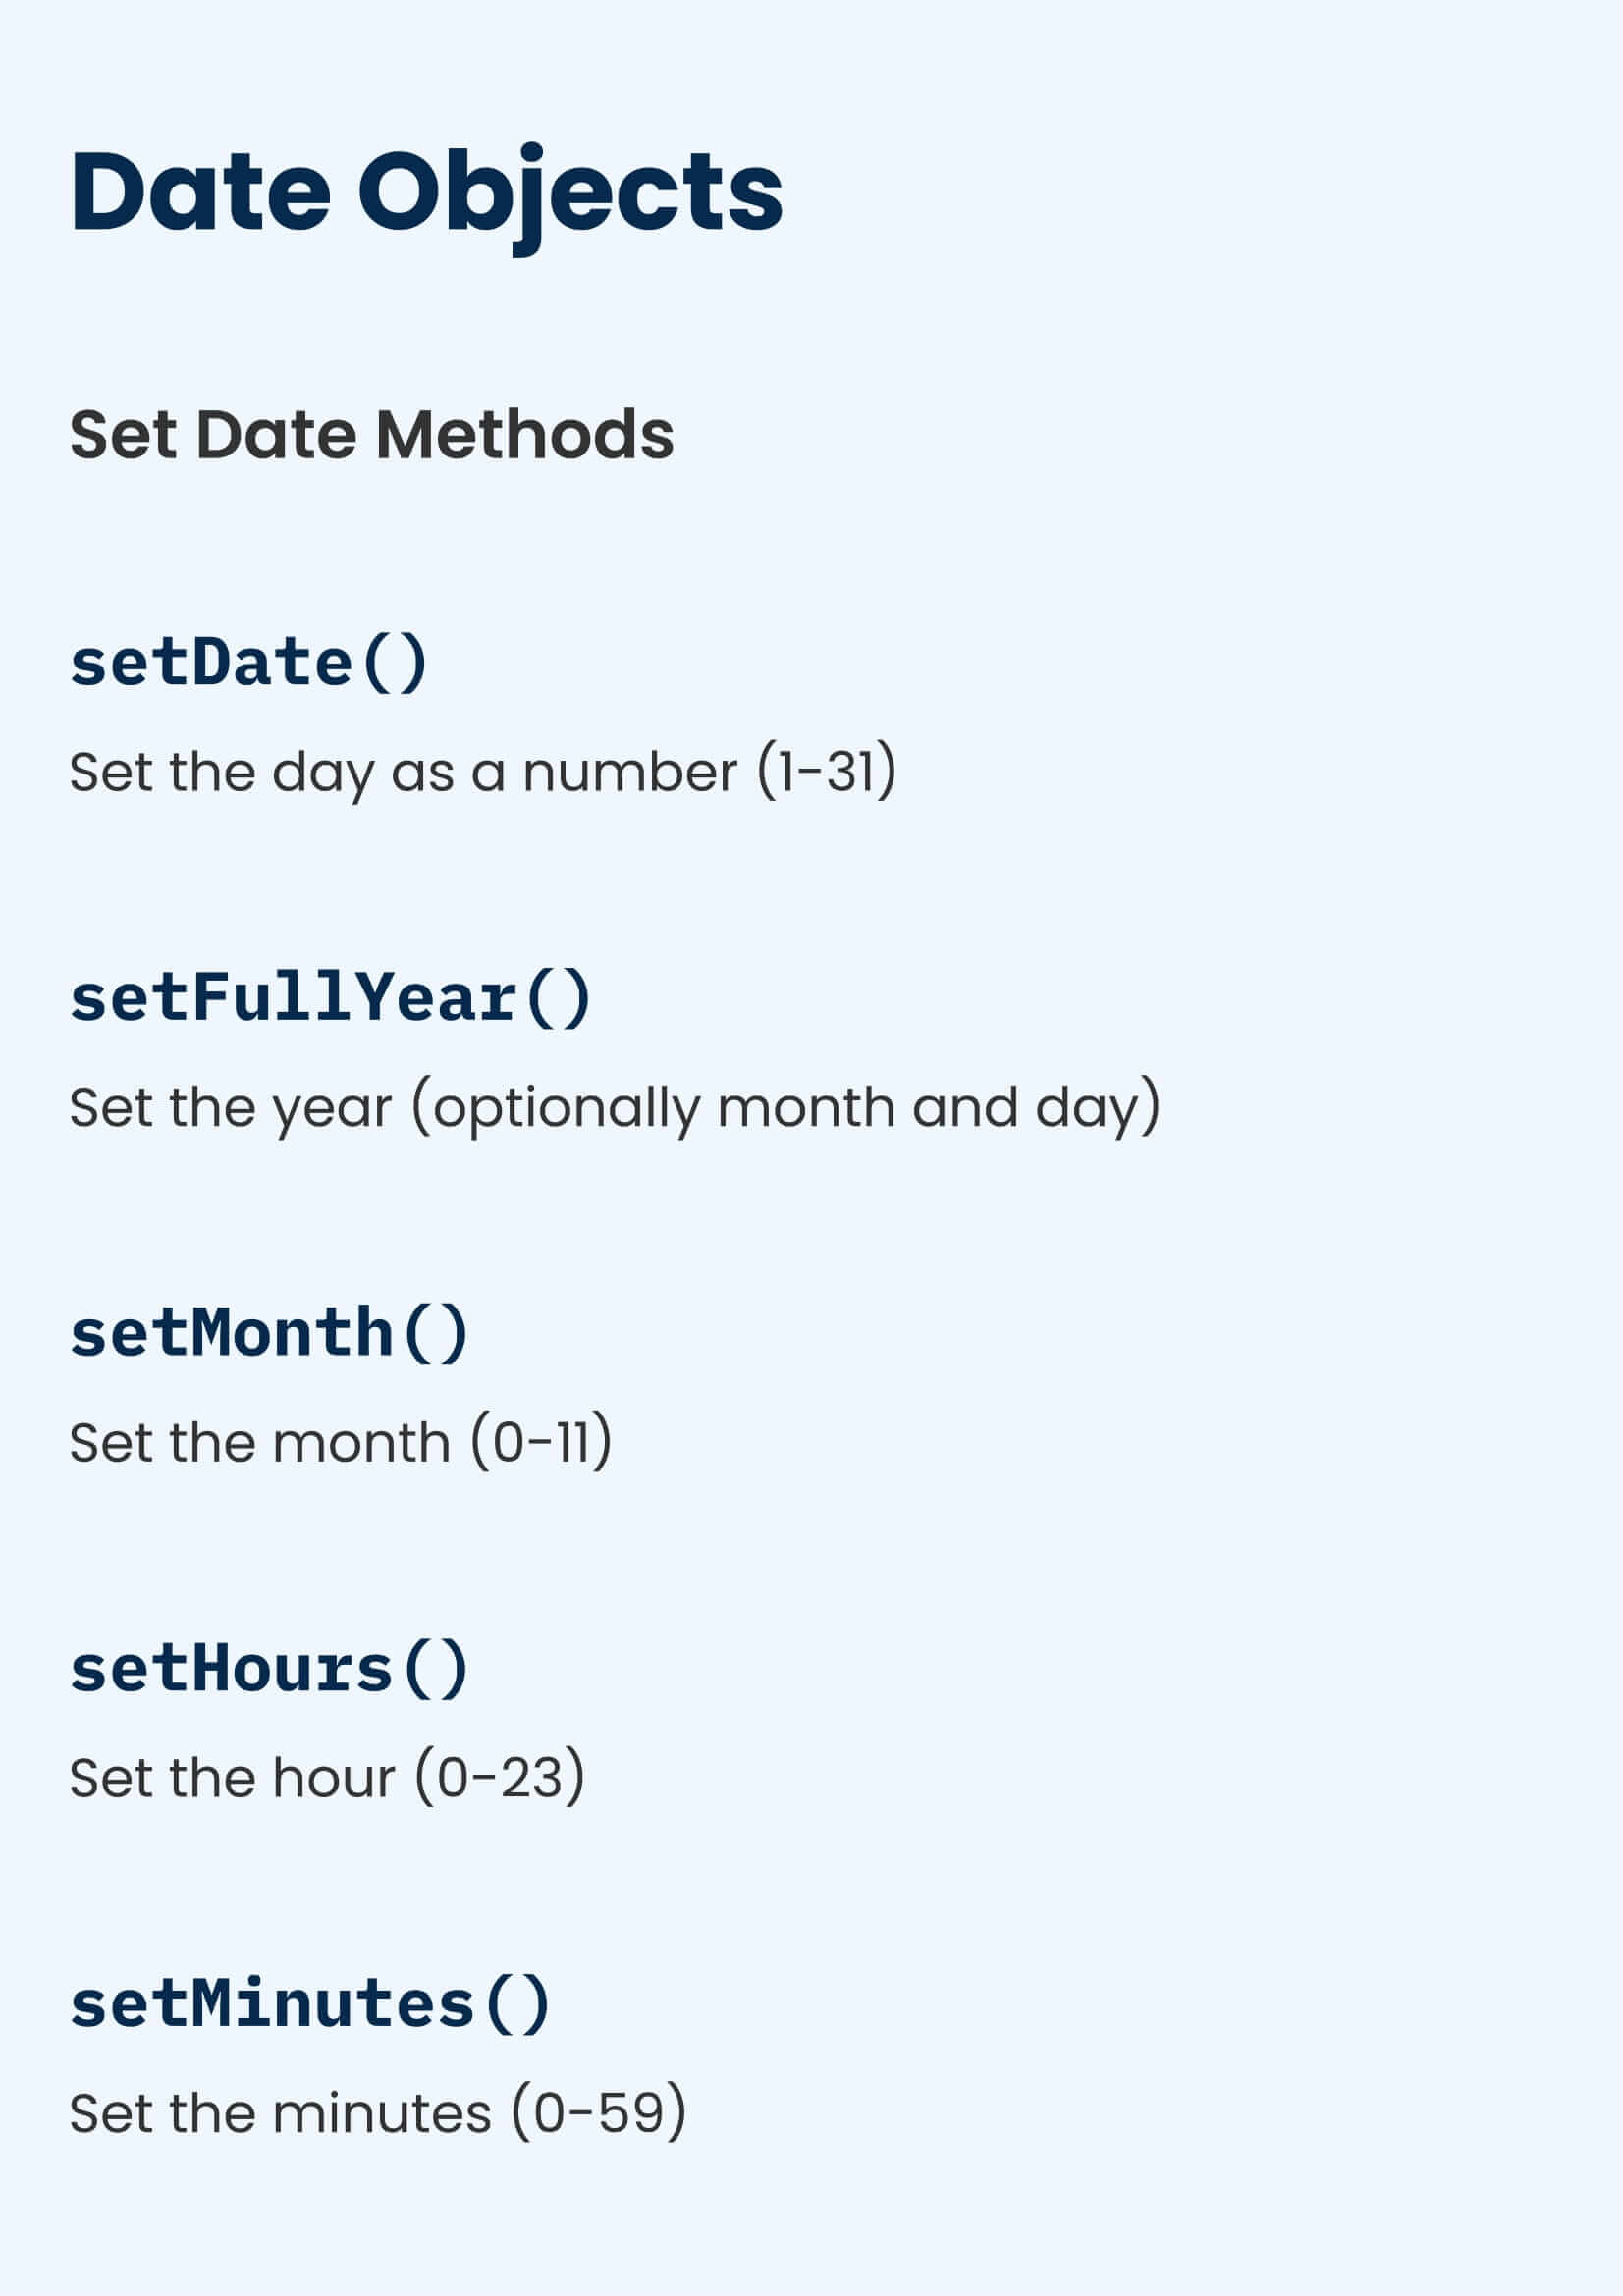 Date Objects
Set Date Methods
setDate()
Set the day as a number (1-31)
setFullYear()
Set the year (optionally month and day)
setMonth()
Set the month (0-11)
setHours()
Set the hour (0-23)
setMinutes()
Set the minutes (0-59)